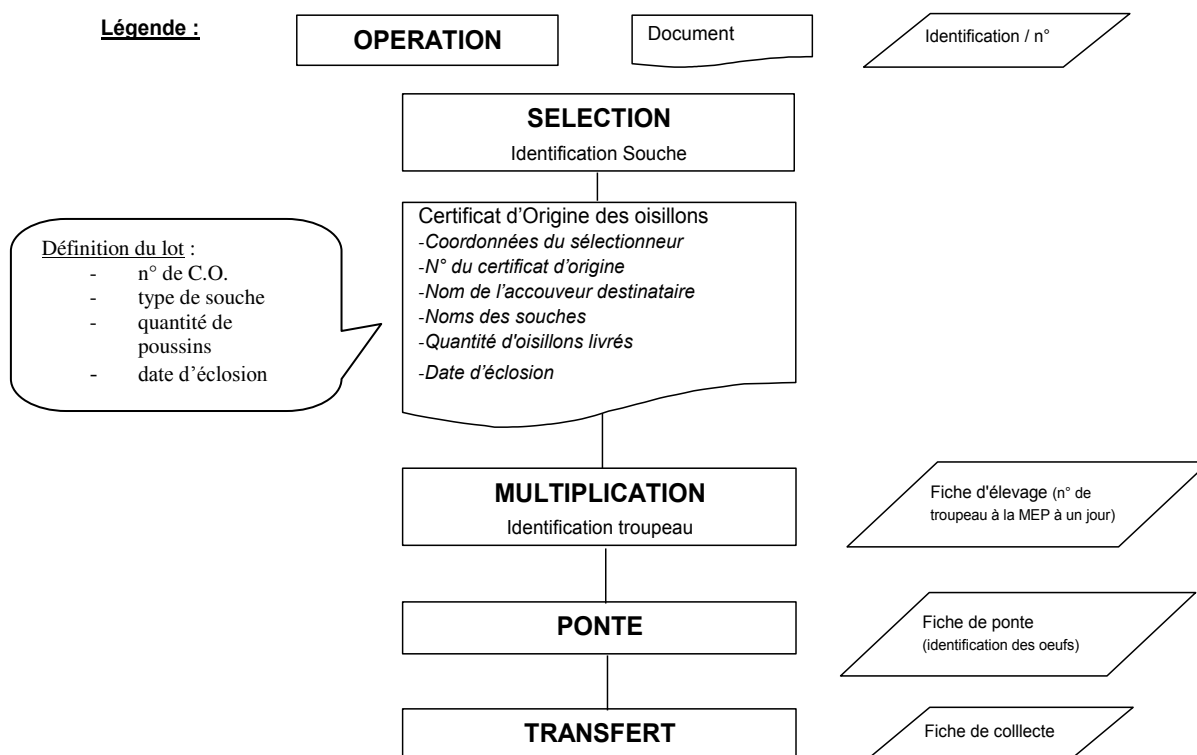 Légende :
OPERATION
Document
Identification / n°
SELECTION
Identification Souche
Certificat d'Origine des oisillons
-Coordonnées du sélectionneur
-N° du certificat d'origine
-Nom de l'accouveur destinataire
-Noms des souches
-Quantité d'oisillons livrés
-Date d'éclosion
Définition du lot :
- n° de C.O.
- type de souche
- quantité de
poussins
- date d'éclosion
MULTIPLICATION
Identification troupeau
Fiche d'élevage (n° de
troupeau à la MEP à un jour)
PONTE
Fiche de ponte
(identification des oeufs)
TRANSFERT
Fiche de colllecte